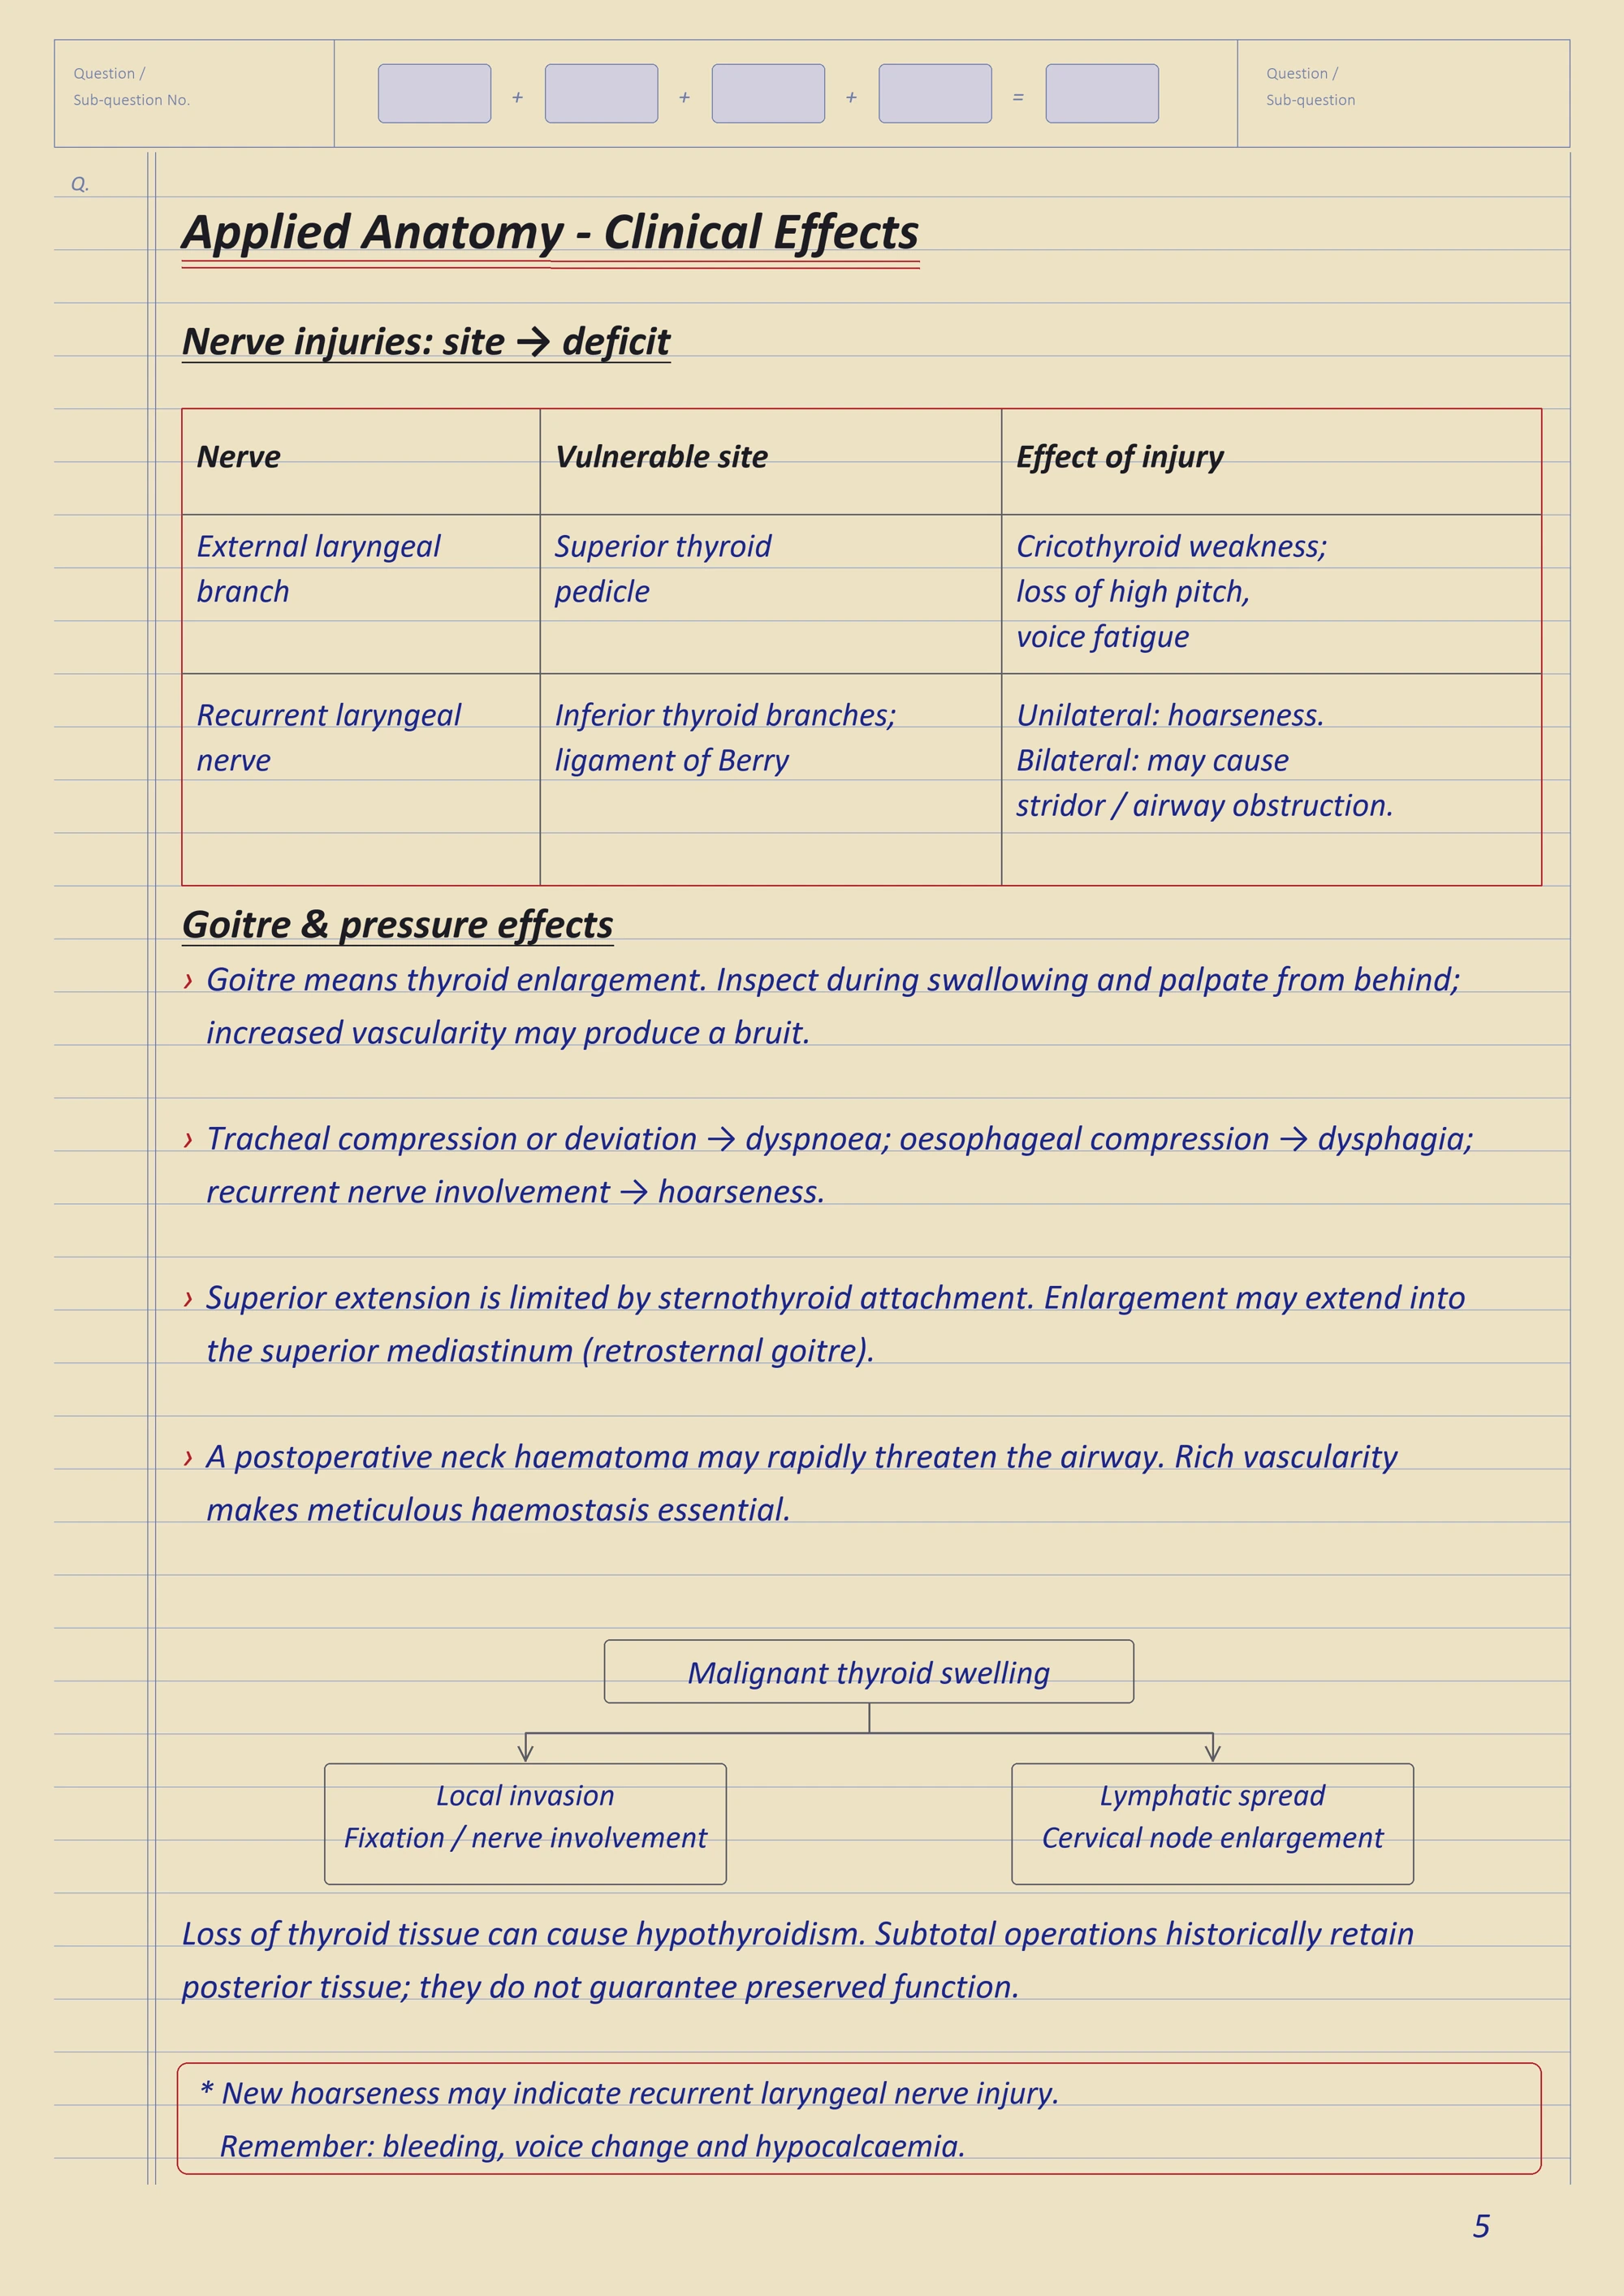 Question /
Sub-question No.
+ + + =
Question /
Sub-question
Q.
Applied Anatomy - Clinical Effects
Nerve injuries: site → deficit
Nerve Vulnerable site Effect of injury
External laryngeal Superior thyroid Cricothyroid weakness;
branch pedicle loss of high pitch,
voice fatigue
Recurrent laryngeal Inferior thyroid branches; Unilateral: hoarseness.
nerve ligament of Berry Bilateral: may cause
stridor / airway obstruction.
Goitre & pressure effects
› Goitre means thyroid enlargement. Inspect during swallowing and palpate from behind;
increased vascularity may produce a bruit.
› Tracheal compression or deviation → dyspnoea; oesophageal compression → dysphagia;
recurrent nerve involvement → hoarseness.
› Superior extension is limited by sternothyroid attachment. Enlargement may extend into
the superior mediastinum (retrosternal goitre).
› A postoperative neck haematoma may rapidly threaten the airway. Rich vascularity
makes meticulous haemostasis essential.
Malignant thyroid swelling
Local invasion
Fixation / nerve involvement
Lymphatic spread
Cervical node enlargement
Loss of thyroid tissue can cause hypothyroidism. Subtotal operations historically retain
posterior tissue; they do not guarantee preserved function.
* New hoarseness may indicate recurrent laryngeal nerve injury.
Remember: bleeding, voice change and hypocalcaemia.
5